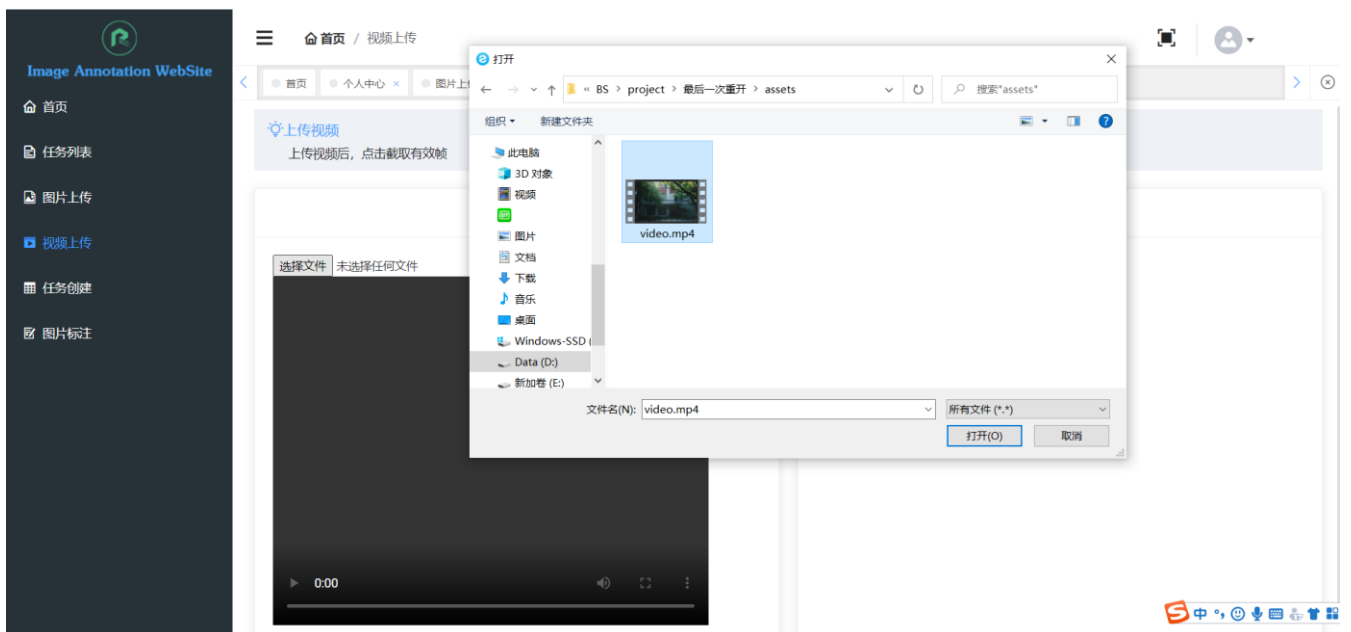 Image Annotation WebSite
首页
任务列表
图片上传
视频上传
任务创建
图片标注
首页 / 视频上传
首页
个人中心 ×
图片上
上传视频
上传视频后，点击截取有效帧
选择文件 未选择任何文件
0:00
打开
« BS › project › 最后一次重开 › assets
搜索"assets"
组织
新建文件夹
此电脑
3D 对象
视频
图片
文档
下载
音乐
桌面
Windows-SSD (
Data (D:)
新加卷 (E:)
video.mp4
文件名(N): video.mp4
所有文件 (*.*)
打开(O)
取消
中